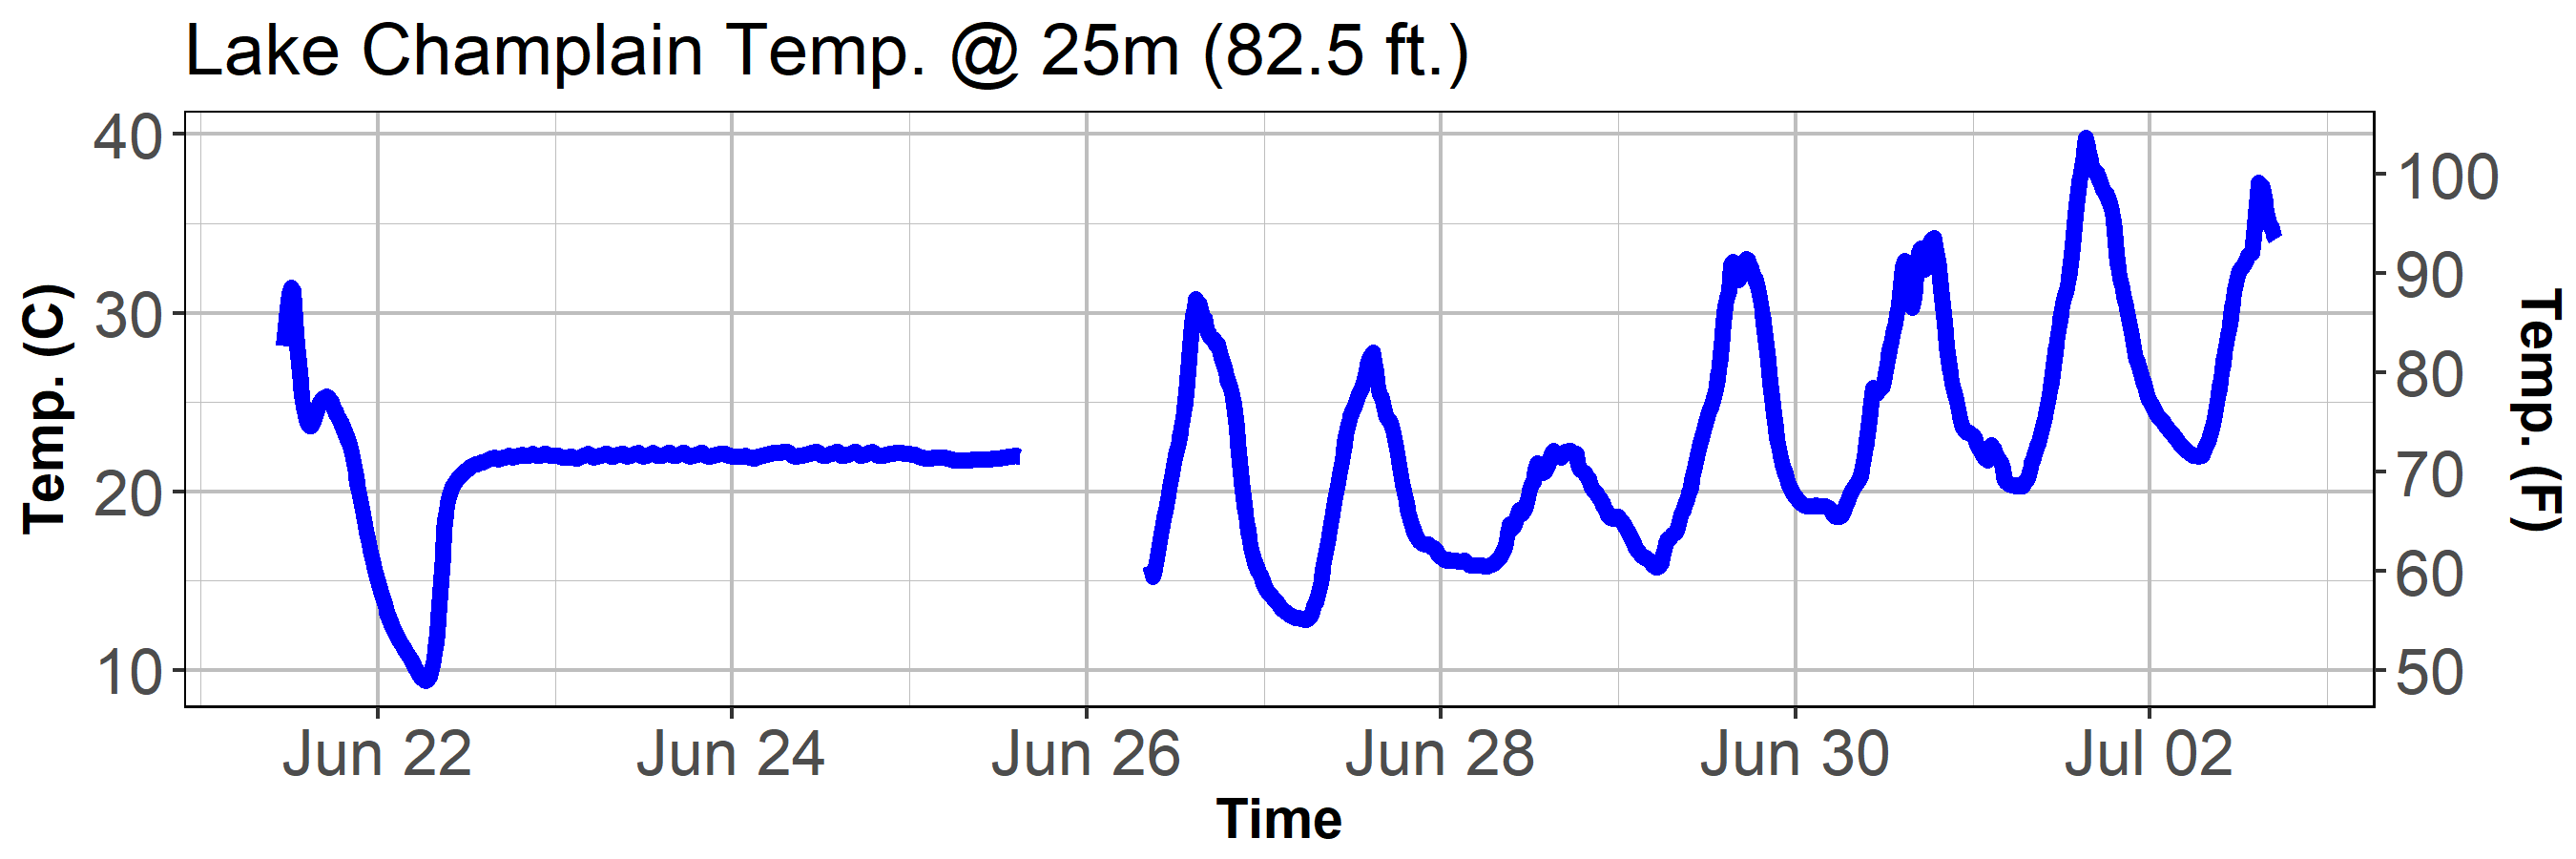 Lake Champlain Temp. @ 25m (82.5 ft.)
40
30
20
10
Temp. (C)
100
90
80
70
60
50
Temp. (F)
Jun 22 Jun 24 Jun 26 Jun 28 Jun 30 Jul 02
Time